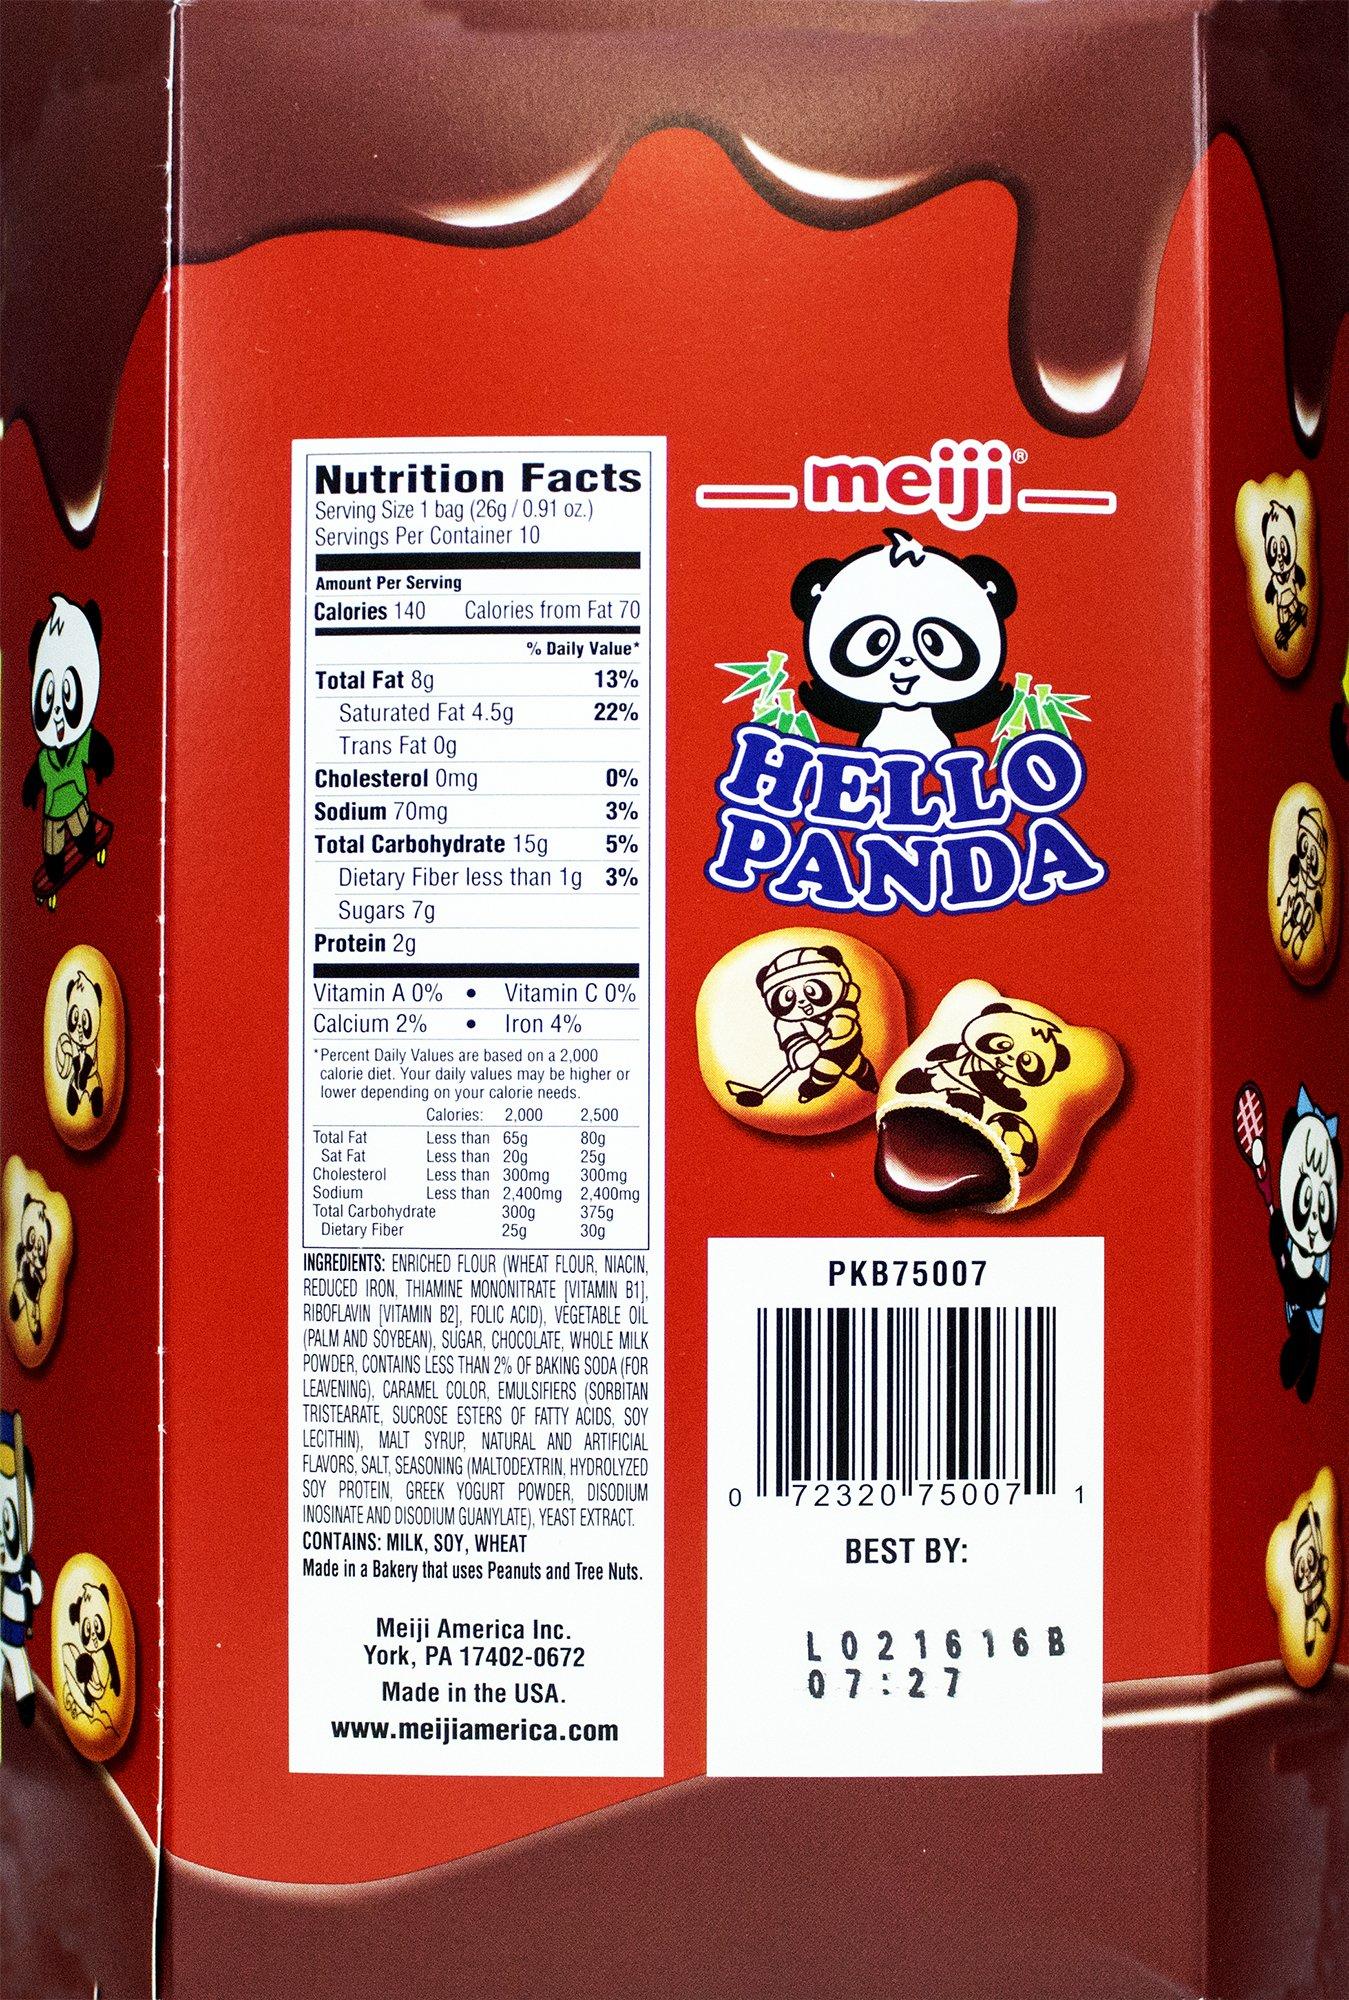 Nutrition Facts
Serving Size 1 bag (26g / 0.91 oz.)
Servings Per Container 10
Amount Per Serving
Calories 140 Calories from Fat 70
% Daily Value*
Total Fat 8g 13%
Saturated Fat 4.5g 22%
Trans Fat 0g
Cholesterol 0mg 0%
Sodium 70mg 3%
Total Carbohydrate 15g 5%
Dietary Fiber less than 1g 3%
Sugars 7g
Protein 2g
Vitamin A 0% • Vitamin C 0%
Calcium 2% • Iron 4%
*Percent Daily Values are based on a 2,000
calorie diet. Your daily values may be higher or
lower depending on your calorie needs.
Calories: 2,000 2,500
Total Fat Less than 65g 80g
Sat Fat Less than 20g 25g
Cholesterol Less than 300mg 300mg
Sodium Less than 2,400mg 2,400mg
Total Carbohydrate 300g 375g
Dietary Fiber 25g 30g
INGREDIENTS: ENRICHED FLOUR (WHEAT FLOUR, NIACIN,
REDUCED IRON, THIAMINE MONONITRATE [VITAMIN B1],
RIBOFLAVIN [VITAMIN B2], FOLIC ACID), VEGETABLE OIL
(PALM AND SOYBEAN), SUGAR, CHOCOLATE, WHOLE MILK
POWDER, CONTAINS LESS THAN 2% OF BAKING SODA (FOR
LEAVENING), CARAMEL COLOR, EMULSIFIERS (SORBITAN
TRISTEARATE, SUCROSE ESTERS OF FATTY ACIDS, SOY
LECITHIN), MALT SYRUP, NATURAL AND ARTIFICIAL
FLAVORS, SALT, SEASONING (MALTODEXTRIN, HYDROLYZED
SOY PROTEIN, GREEK YOGURT POWDER, DISODIUM
INOSINATE AND DISODIUM GUANYLATE), YEAST EXTRACT.
CONTAINS: MILK, SOY, WHEAT
Made in a Bakery that uses Peanuts and Tree Nuts.
Meiji America Inc.
York, PA 17402-0672
Made in the USA.
www.meijiamerica.com
meiji®
HELLO
PANDA
PKB75007
0 72320 75007 1
BEST BY:
L021616B
07:27